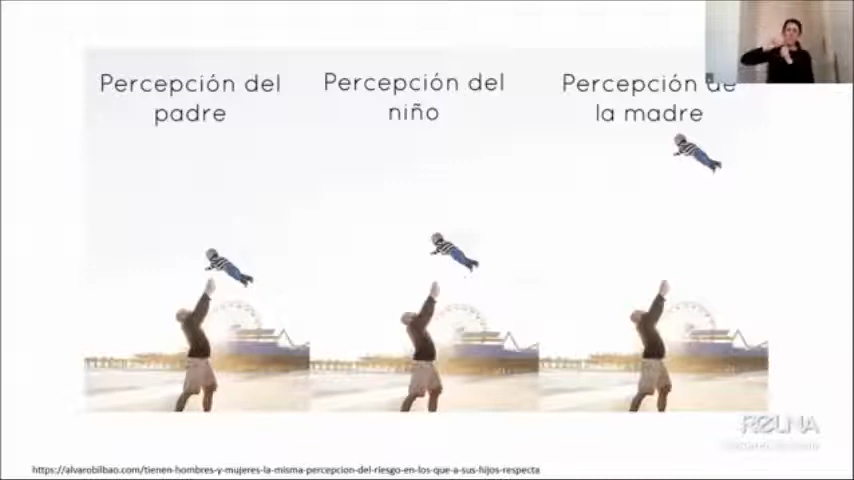 Percepción del
padre
Percepción del
niño
Percepción de
la madre
https://alvarobilbao.com/tienen-hombres-y-mujeres-la-misma-percepcion-del-riesgo-en-los-que-a-sus-hijos-respecta